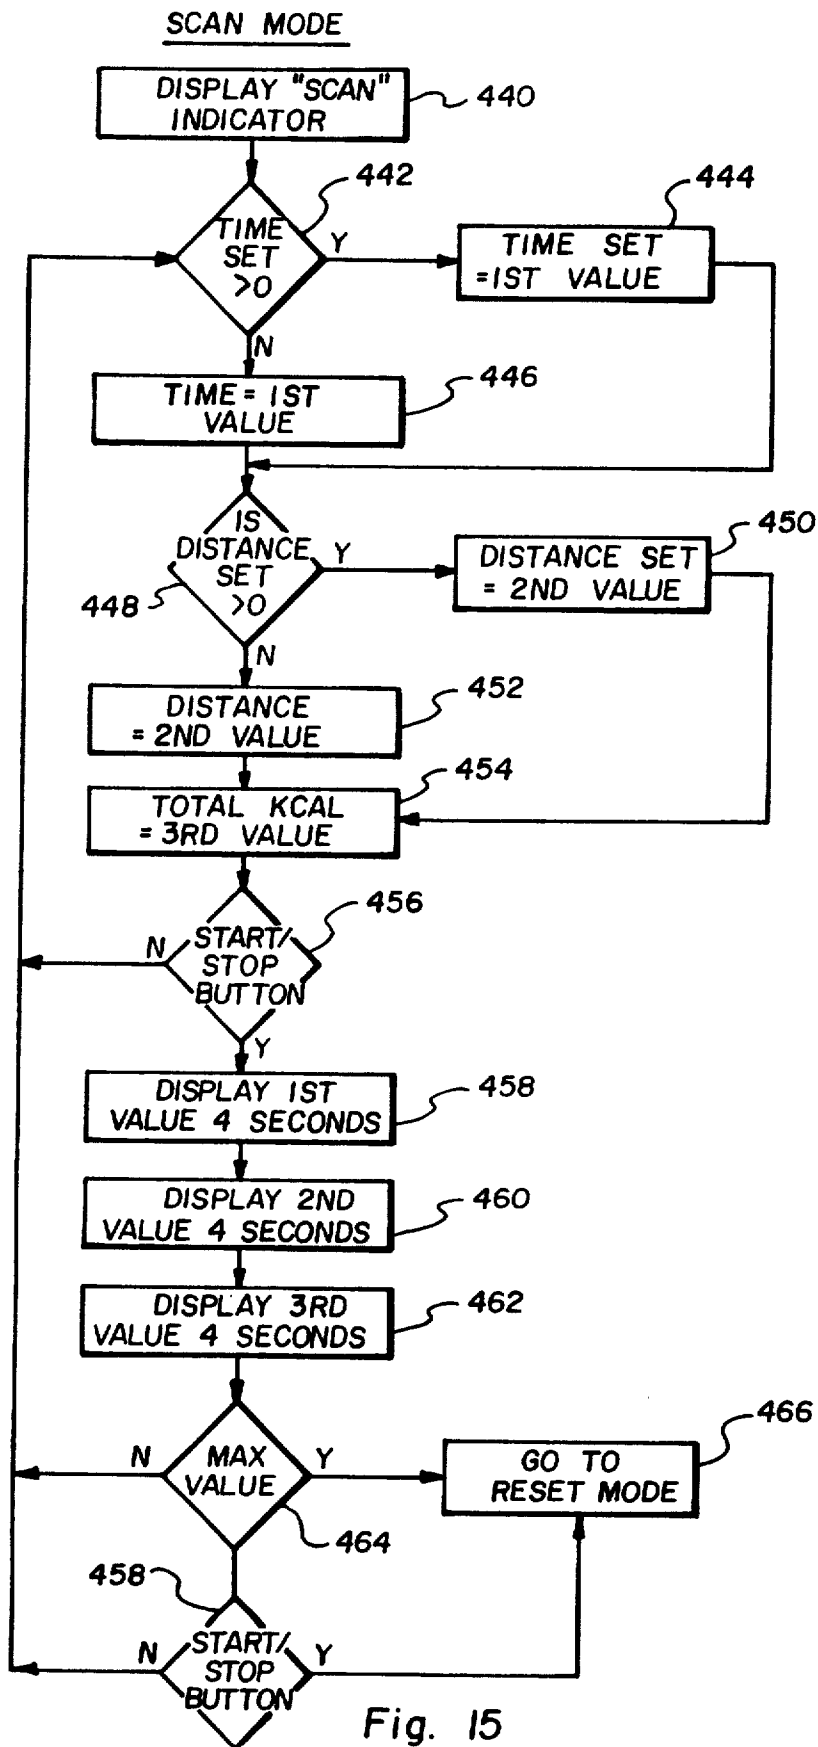 SCAN MODE
DISPLAY "SCAN"
INDICATOR
440
442
TIME
SET
>0
Y
N
444
TIME SET
=1ST VALUE
446
TIME = 1ST
VALUE
IS
DISTANCE
SET
>0
Y
N
448
450
DISTANCE SET
= 2ND VALUE
452
DISTANCE
= 2ND VALUE
454
TOTAL KCAL
= 3RD VALUE
456
START/
STOP
BUTTON
N
Y
DISPLAY 1ST
VALUE 4 SECONDS
458
DISPLAY 2ND
VALUE 4 SECONDS
460
DISPLAY 3RD
VALUE 4 SECONDS
462
MAX
VALUE
N
Y
464
GO TO
RESET MODE
466
458
START/
STOP
BUTTON
N
Y
Fig. 15